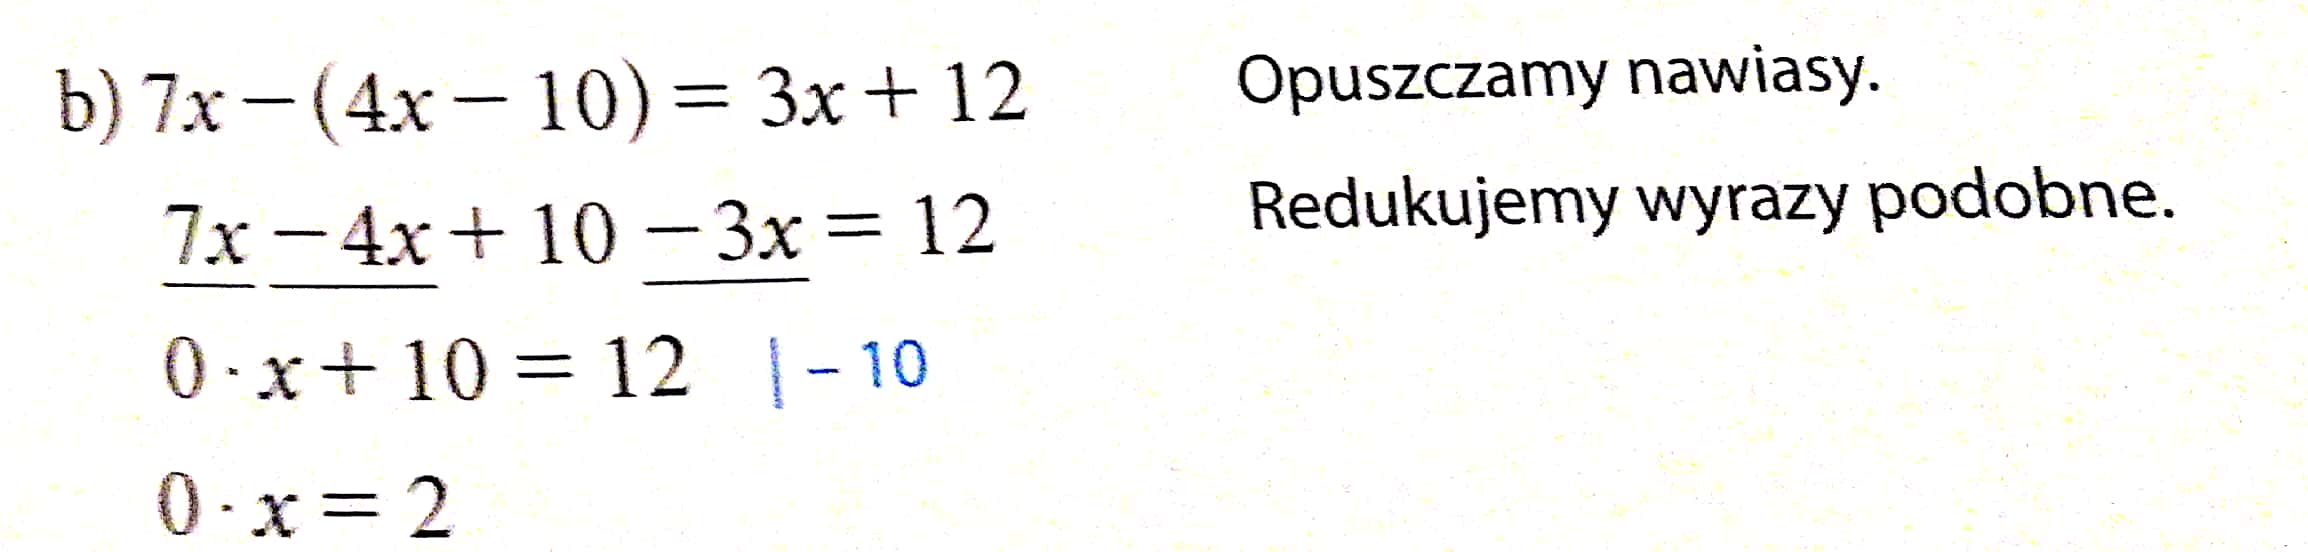 b) 7x − (4x − 10) = 3x + 12 Opuszczamy nawiasy.
7x − 4x + 10 − 3x = 12 Redukujemy wyrazy podobne.
0 · x + 10 = 12 | − 10
0 · x = 2